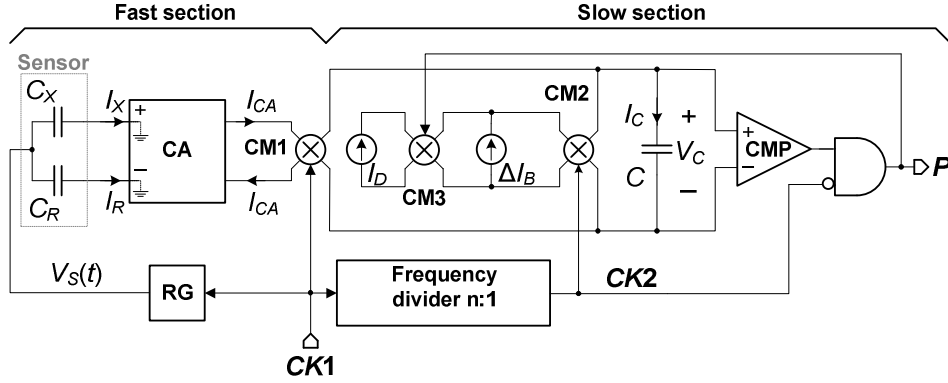 Fast section
Slow section
Sensor
C_X
I_X
+
CA
I_CA
CM1
−
C_R
I_R
I_CA
I_D
CM3
ΔI_B
CM2
I_C
+
V_C
C
−
+
CMP
−
P
V_S(t)
RG
Frequency
divider n:1
CK2
CK1